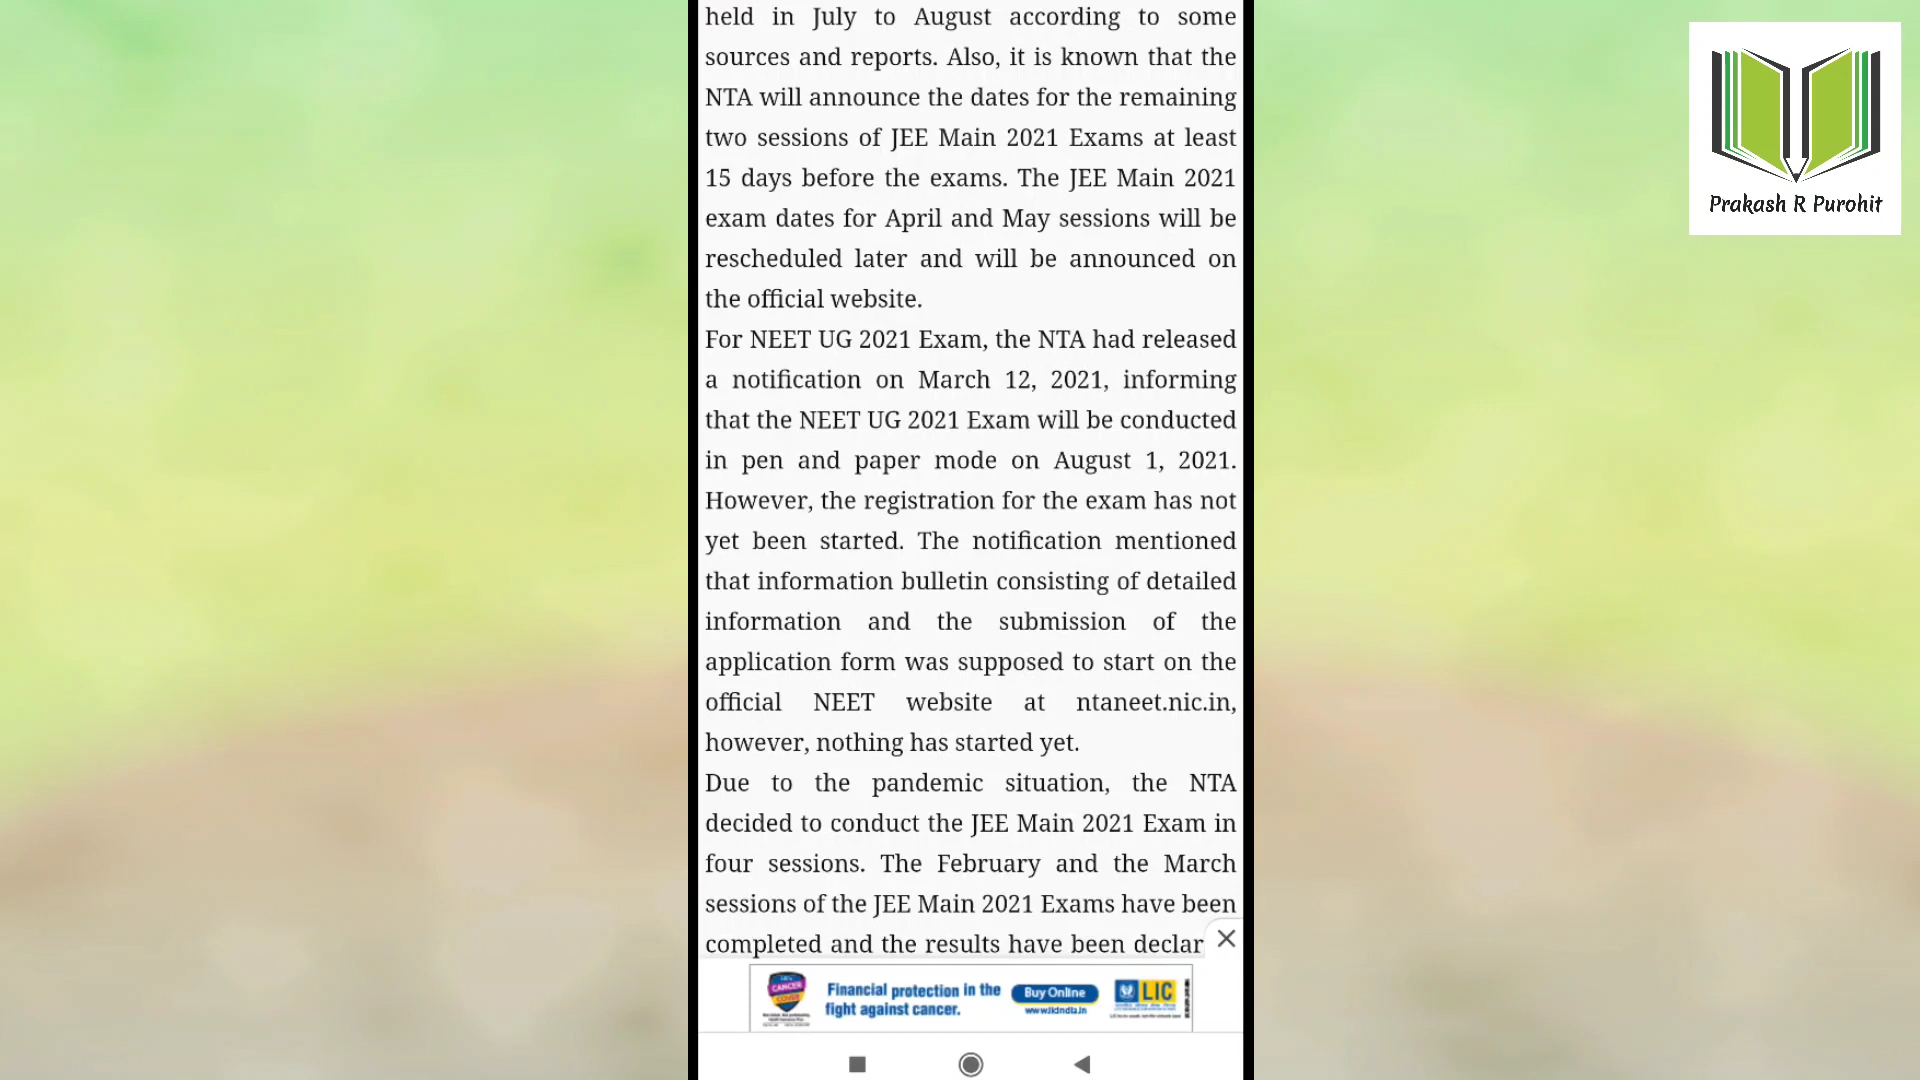 held in July to August according to some
sources and reports. Also, it is known that the
NTA will announce the dates for the remaining
two sessions of JEE Main 2021 Exams at least
15 days before the exams. The JEE Main 2021
exam dates for April and May sessions will be
rescheduled later and will be announced on
the official website.
For NEET UG 2021 Exam, the NTA had released
a notification on March 12, 2021, informing
that the NEET UG 2021 Exam will be conducted
in pen and paper mode on August 1, 2021.
However, the registration for the exam has not
yet been started. The notification mentioned
that information bulletin consisting of detailed
information and the submission of the
application form was supposed to start on the
official NEET website at ntaneet.nic.in,
however, nothing has started yet.
Due to the pandemic situation, the NTA
decided to conduct the JEE Main 2021 Exam in
four sessions. The February and the March
sessions of the JEE Main 2021 Exams have been
completed and the results have been declar
CANCER
COVER
Financial protection in the
fight against cancer.
Buy Online
www.licindia.in
LIC
Prakash R Purohit